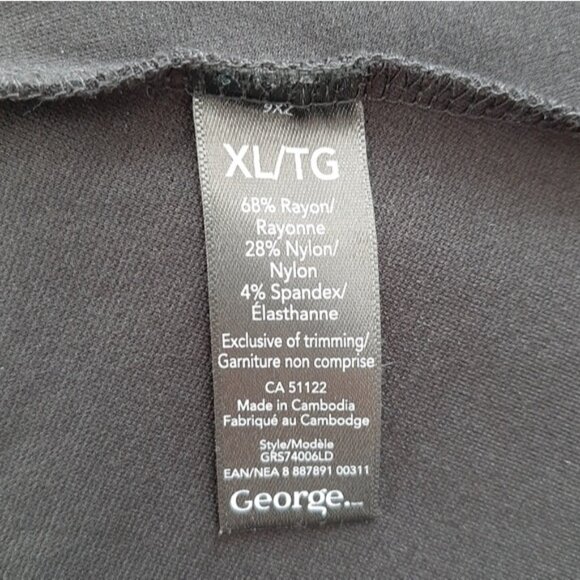 XL/TG
68% Rayon/
Rayonne
28% Nylon/
Nylon
4% Spandex/
Élasthanne
Exclusive of trimming/
Garniture non comprise
CA 51122
Made in Cambodia
Fabriqué au Cambodge
Style/Modèle
GRS74006LD
EAN/NEA 8 887891 00311
George.